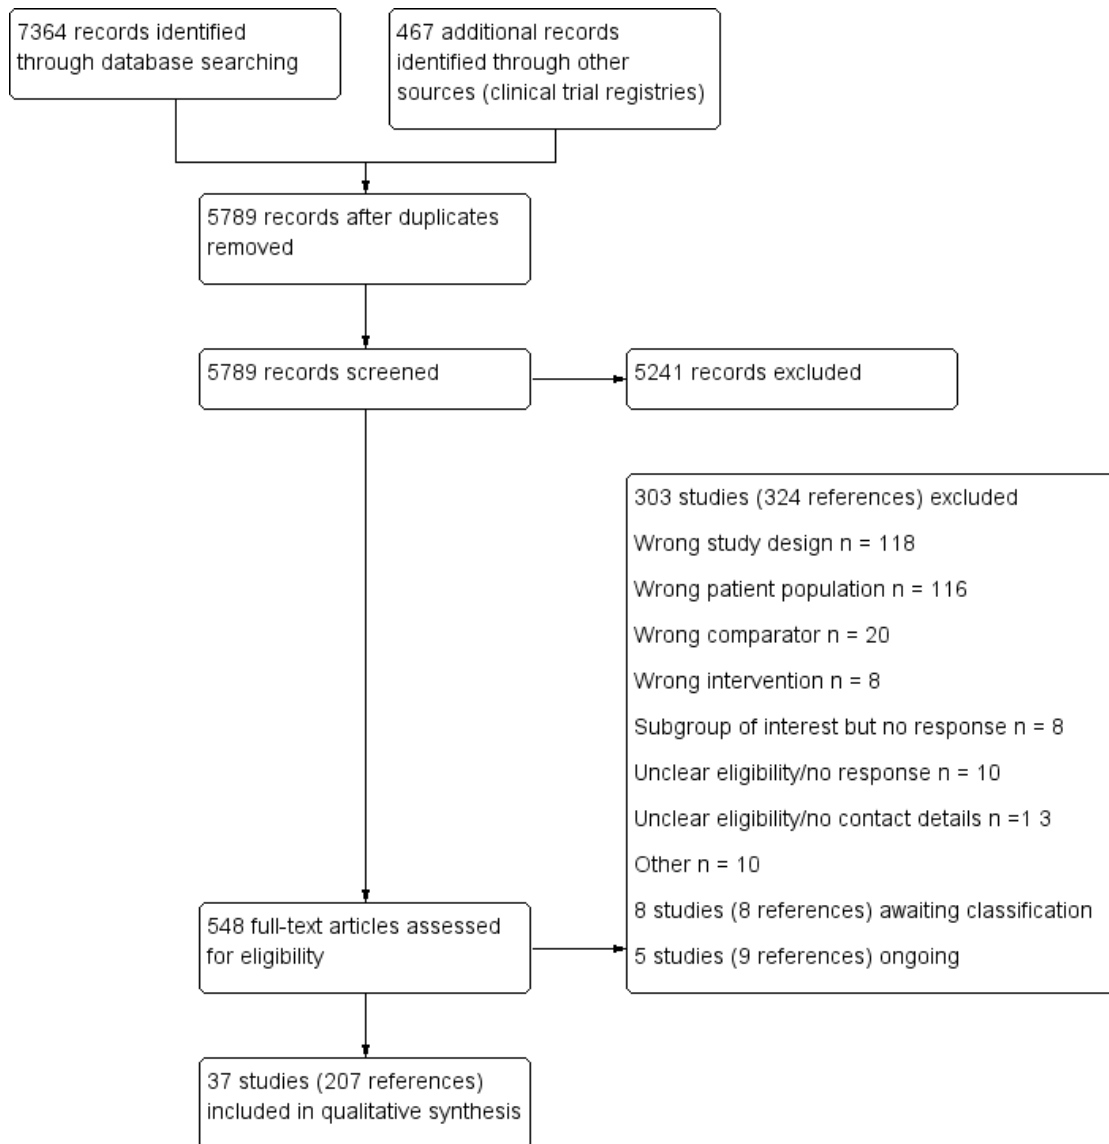 7364 records identified
through database searching
467 additional records
identified through other
sources (clinical trial registries)
5789 records after duplicates
removed
5789 records screened
5241 records excluded
303 studies (324 references) excluded
Wrong study design n = 118
Wrong patient population n = 116
Wrong comparator n = 20
Wrong intervention n = 8
Subgroup of interest but no response n = 8
Unclear eligibility/no response n = 10
Unclear eligibility/no contact details n =1 3
Other n = 10
8 studies (8 references) awaiting classification
5 studies (9 references) ongoing
548 full-text articles assessed
for eligibility
37 studies (207 references)
included in qualitative synthesis